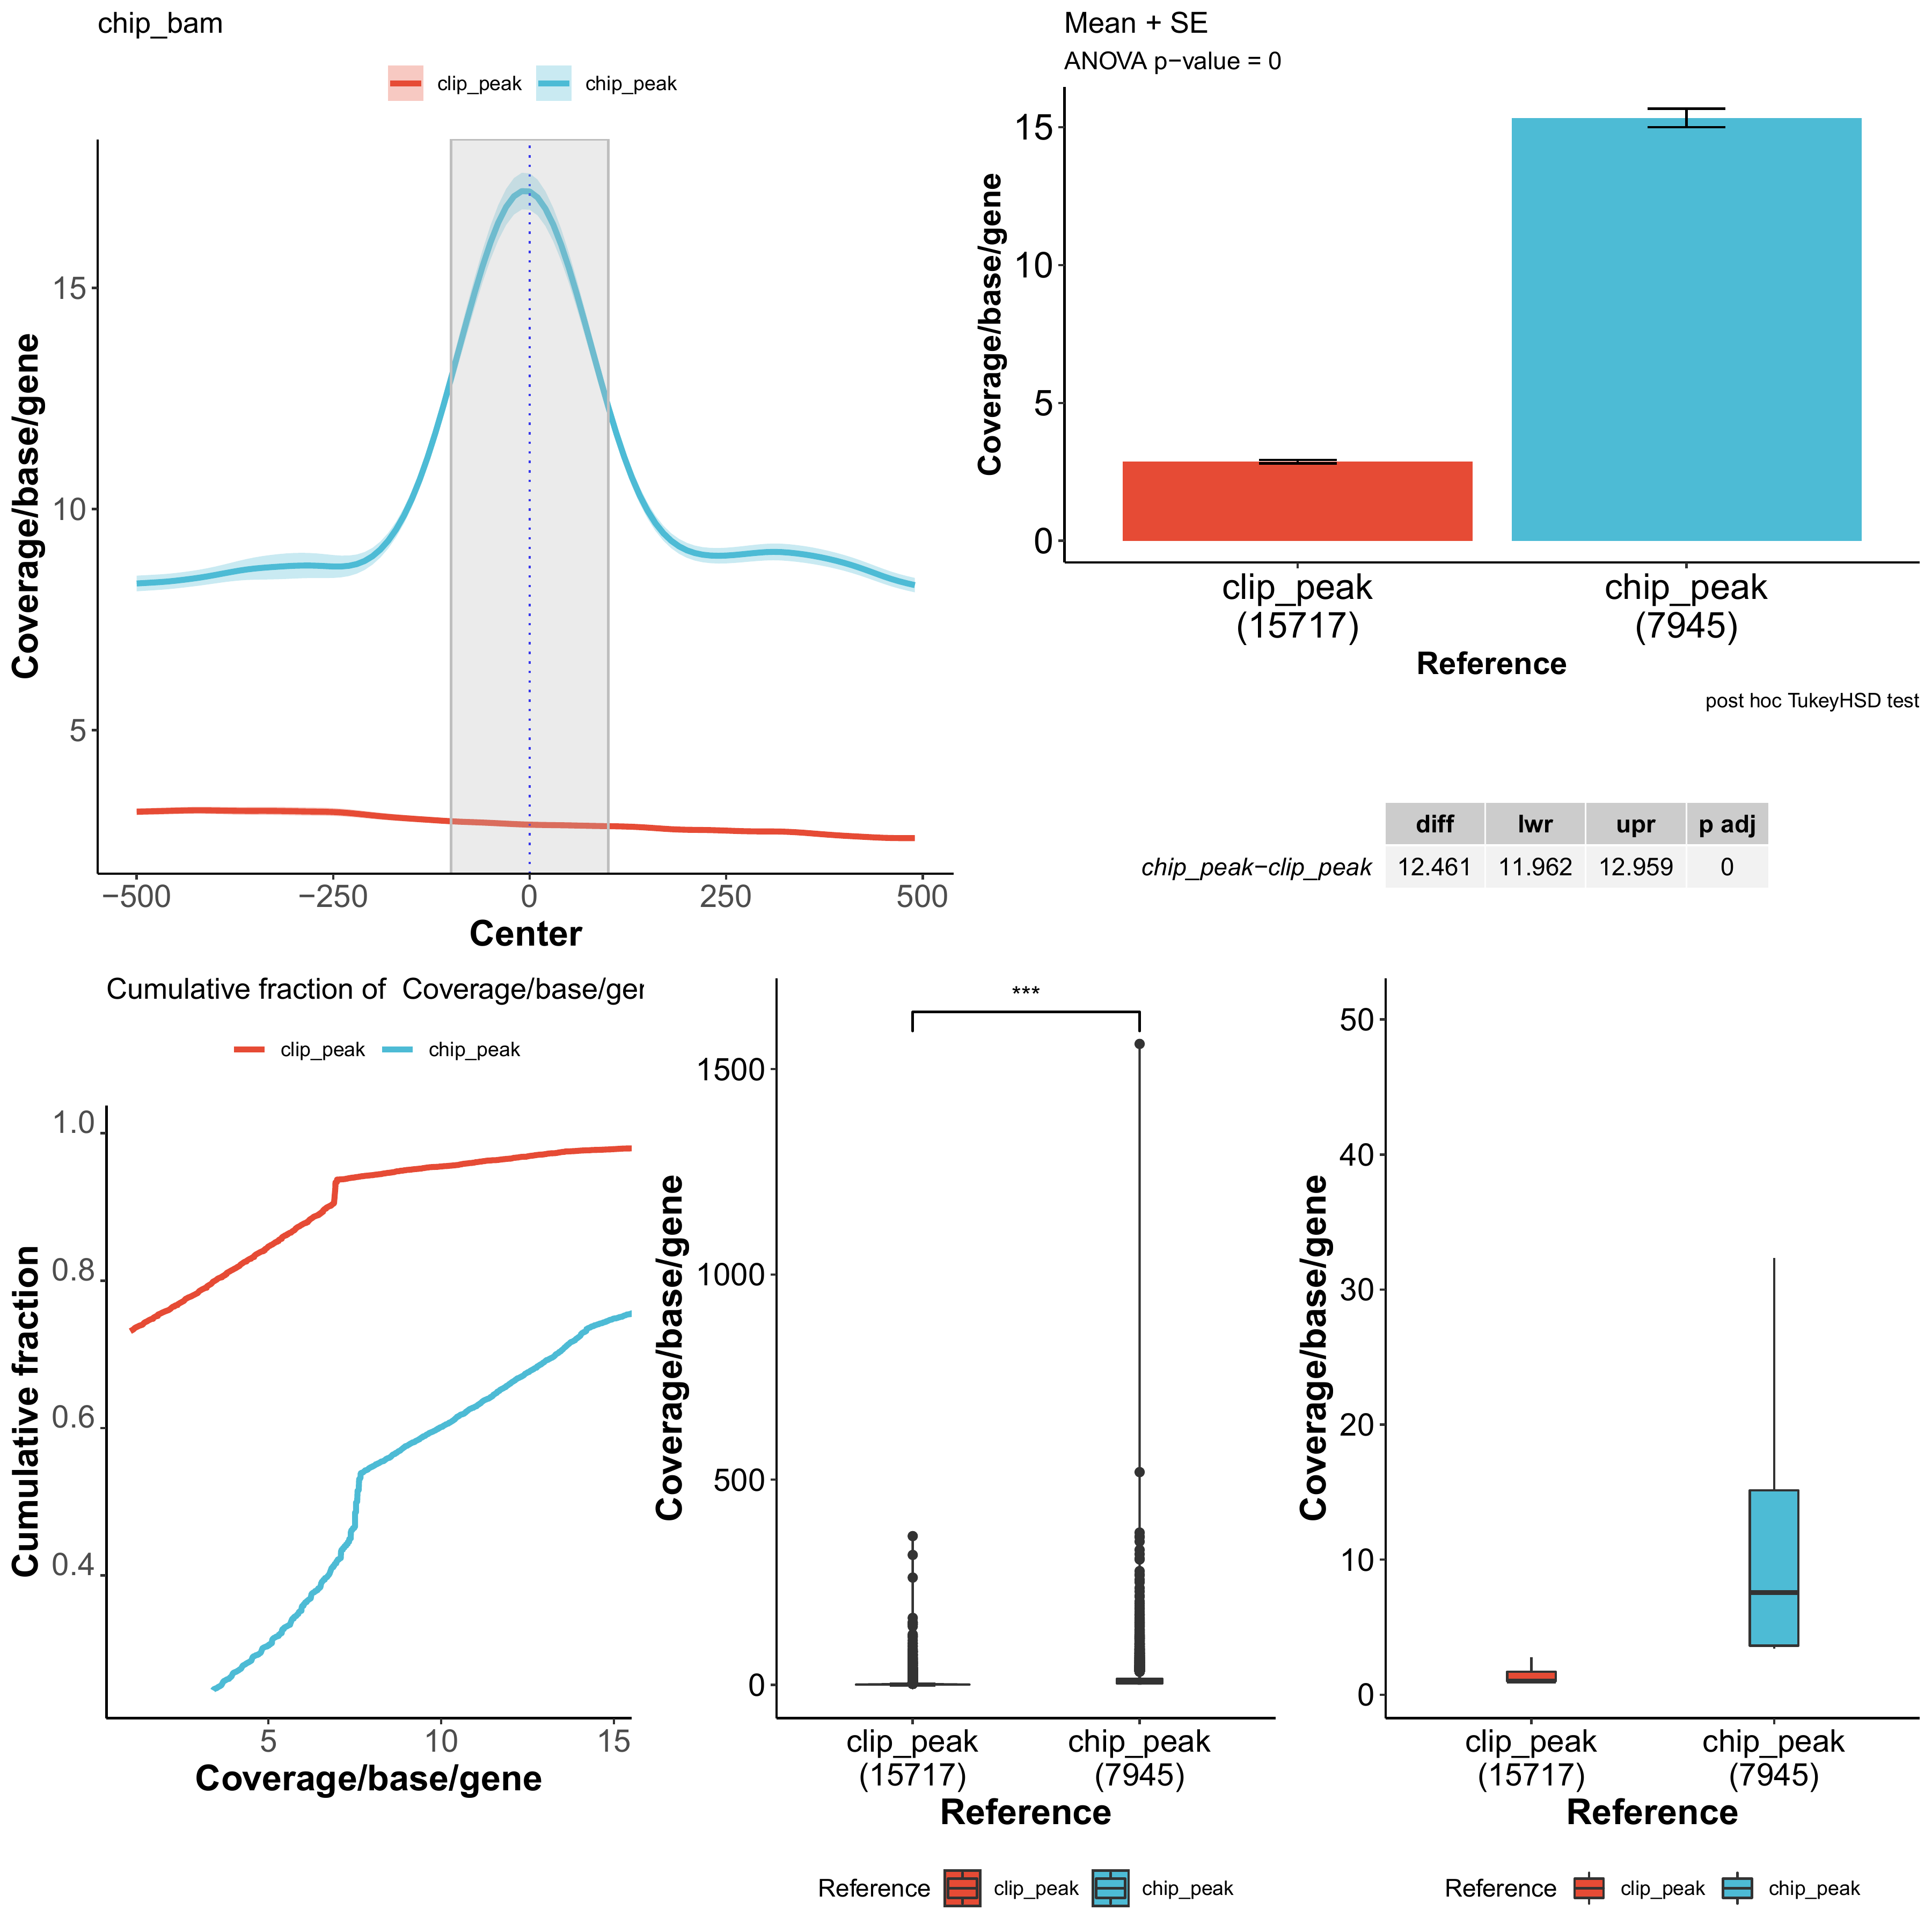 chip_bam
clip_peak chip_peak
Coverage/base/gene
15
10
5
−500 −250 0 250 500
Center
Mean + SE
ANOVA p−value = 0
Coverage/base/gene
15
10
5
0
clip_peak chip_peak
(15717) (7945)
Reference
post hoc TukeyHSD test
diff lwr upr p adj
chip_peak−clip_peak 12.461 11.962 12.959 0
Cumulative fraction of Coverage/base/ger
clip_peak chip_peak
Cumulative fraction
1.0
0.8
0.6
0.4
5 10 15
Coverage/base/gene
***
Coverage/base/gene
1500
1000
500
0
clip_peak chip_peak
(15717) (7945)
Reference
Reference clip_peak chip_peak
Coverage/base/gene
50
40
30
20
10
0
clip_peak chip_peak
(15717) (7945)
Reference
Reference clip_peak chip_peak